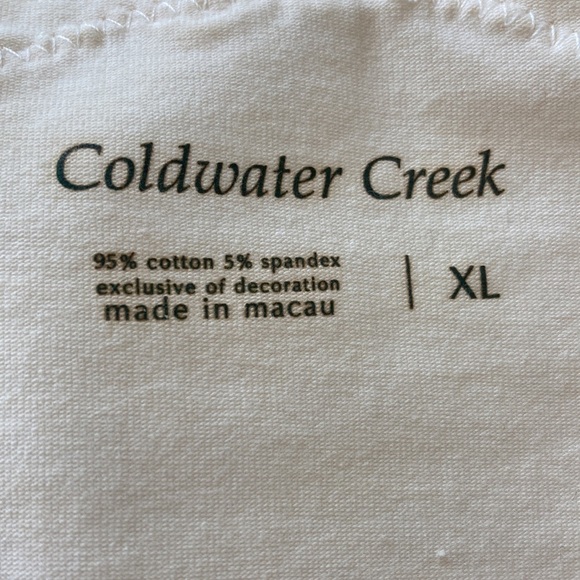 Coldwater Creek
95% cotton 5% spandex
exclusive of decoration
made in macau
| XL